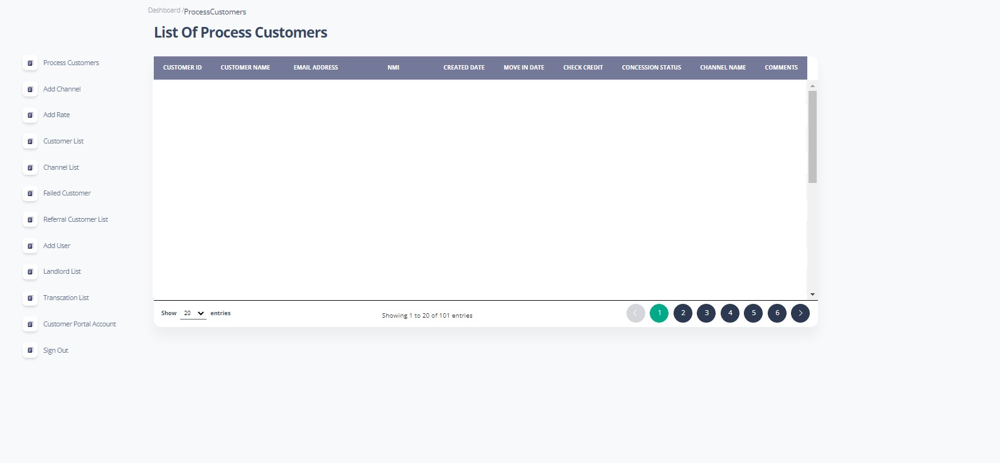 Dashboard /ProcessCustomers
List Of Process Customers
CUSTOMER ID CUSTOMER NAME EMAIL ADDRESS NMI CREATED DATE MOVE IN DATE CHECK CREDIT CONCESSION STATUS CHANNEL NAME COMMENTS
Process Customers
Add Channel
Add Rate
Customer List
Channel List
Failed Customer
Referral Customer List
Add User
Landlord List
Transcation List
Customer Portal Account
Sign Out
Show 20 entries Showing 1 to 20 of 101 entries 1 2 3 4 5 6